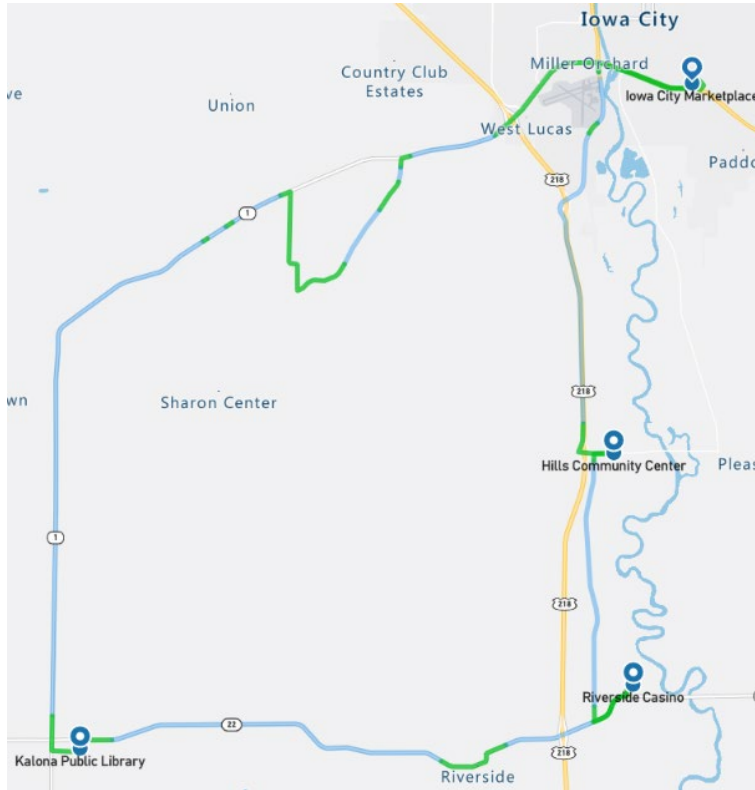 Iowa City
Miller Orchard
Country Club
Estates
ve
Union
Iowa City Marketplace
West Lucas
Paddo
218
1
218
wn
Sharon Center
Hills Community Center
Pleas
1
218
Riverside Casino
22
Kalona Public Library
218
Riverside